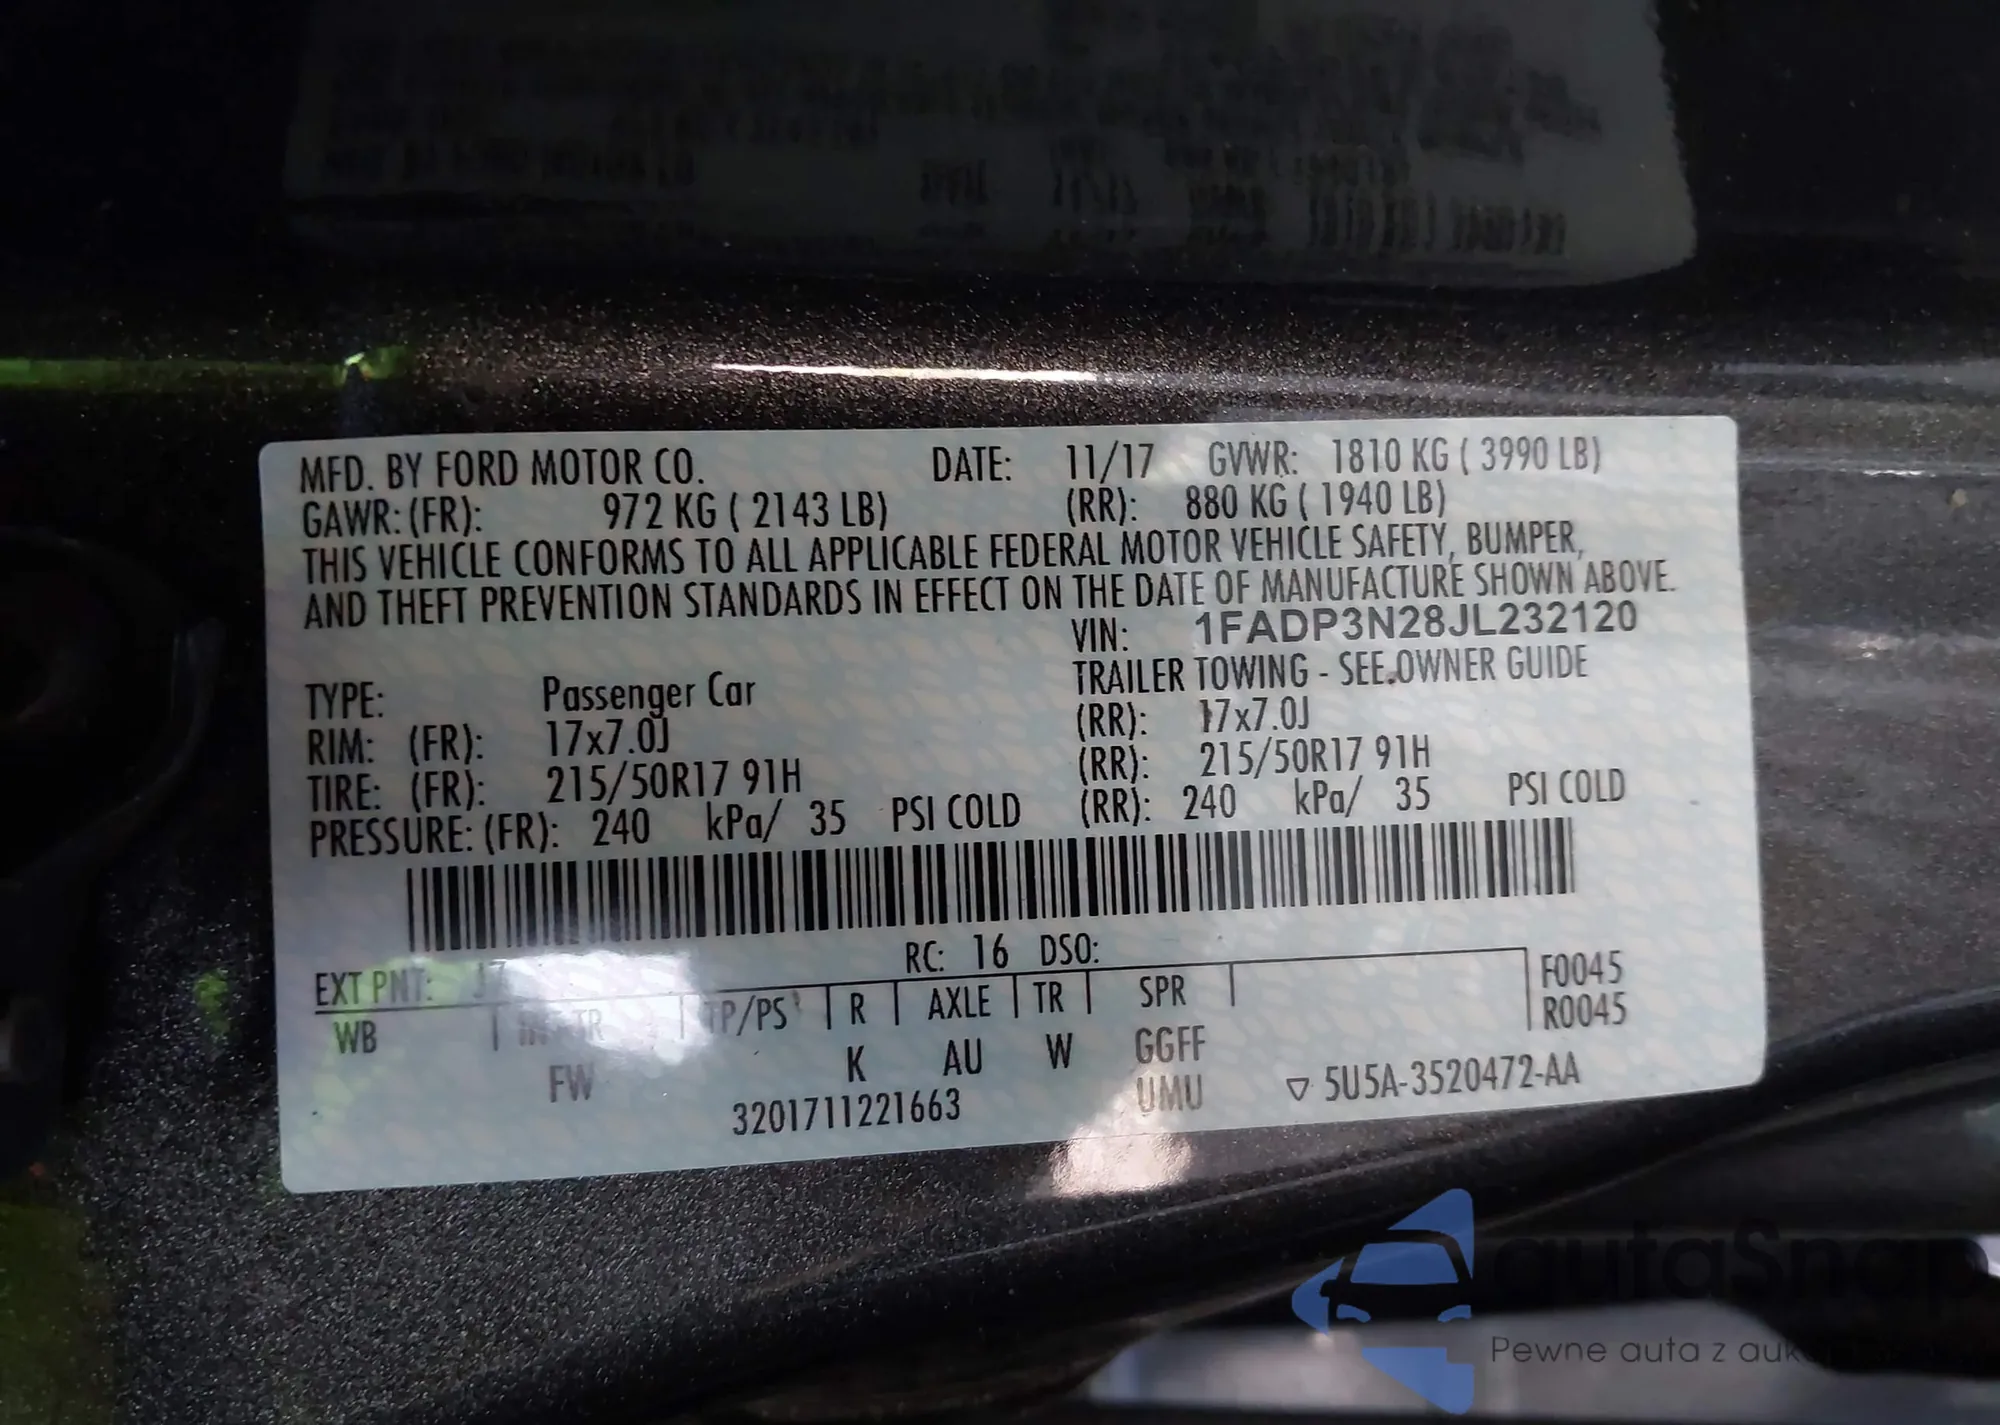 MFD. BY FORD MOTOR CO. DATE: 11/17 GVWR: 1810 KG ( 3990 LB)
GAWR: (FR): 972 KG ( 2143 LB) (RR): 880 KG ( 1940 LB)
THIS VEHICLE CONFORMS TO ALL APPLICABLE FEDERAL MOTOR VEHICLE SAFETY, BUMPER,
AND THEFT PREVENTION STANDARDS IN EFFECT ON THE DATE OF MANUFACTURE SHOWN ABOVE.
VIN: 1FADP3N28JL232120
TYPE: Passenger Car TRAILER TOWING - SEE OWNER GUIDE
RIM: (FR): 17x7.0J (RR): 17x7.0J
TIRE: (FR): 215/50R17 91H (RR): 215/50R17 91H
PRESSURE: (FR): 240 kPa/ 35 PSI COLD (RR): 240 kPa/ 35 PSI COLD
RC: 16 DSO:
EXT PNT: J7 F0045
WB TR TP/PS R AXLE TR SPR R0045
FW K AU W GGFF
3201711221663 UMU ▽ 5U5A-3520472-AA
autaSnap
Pewne auta z